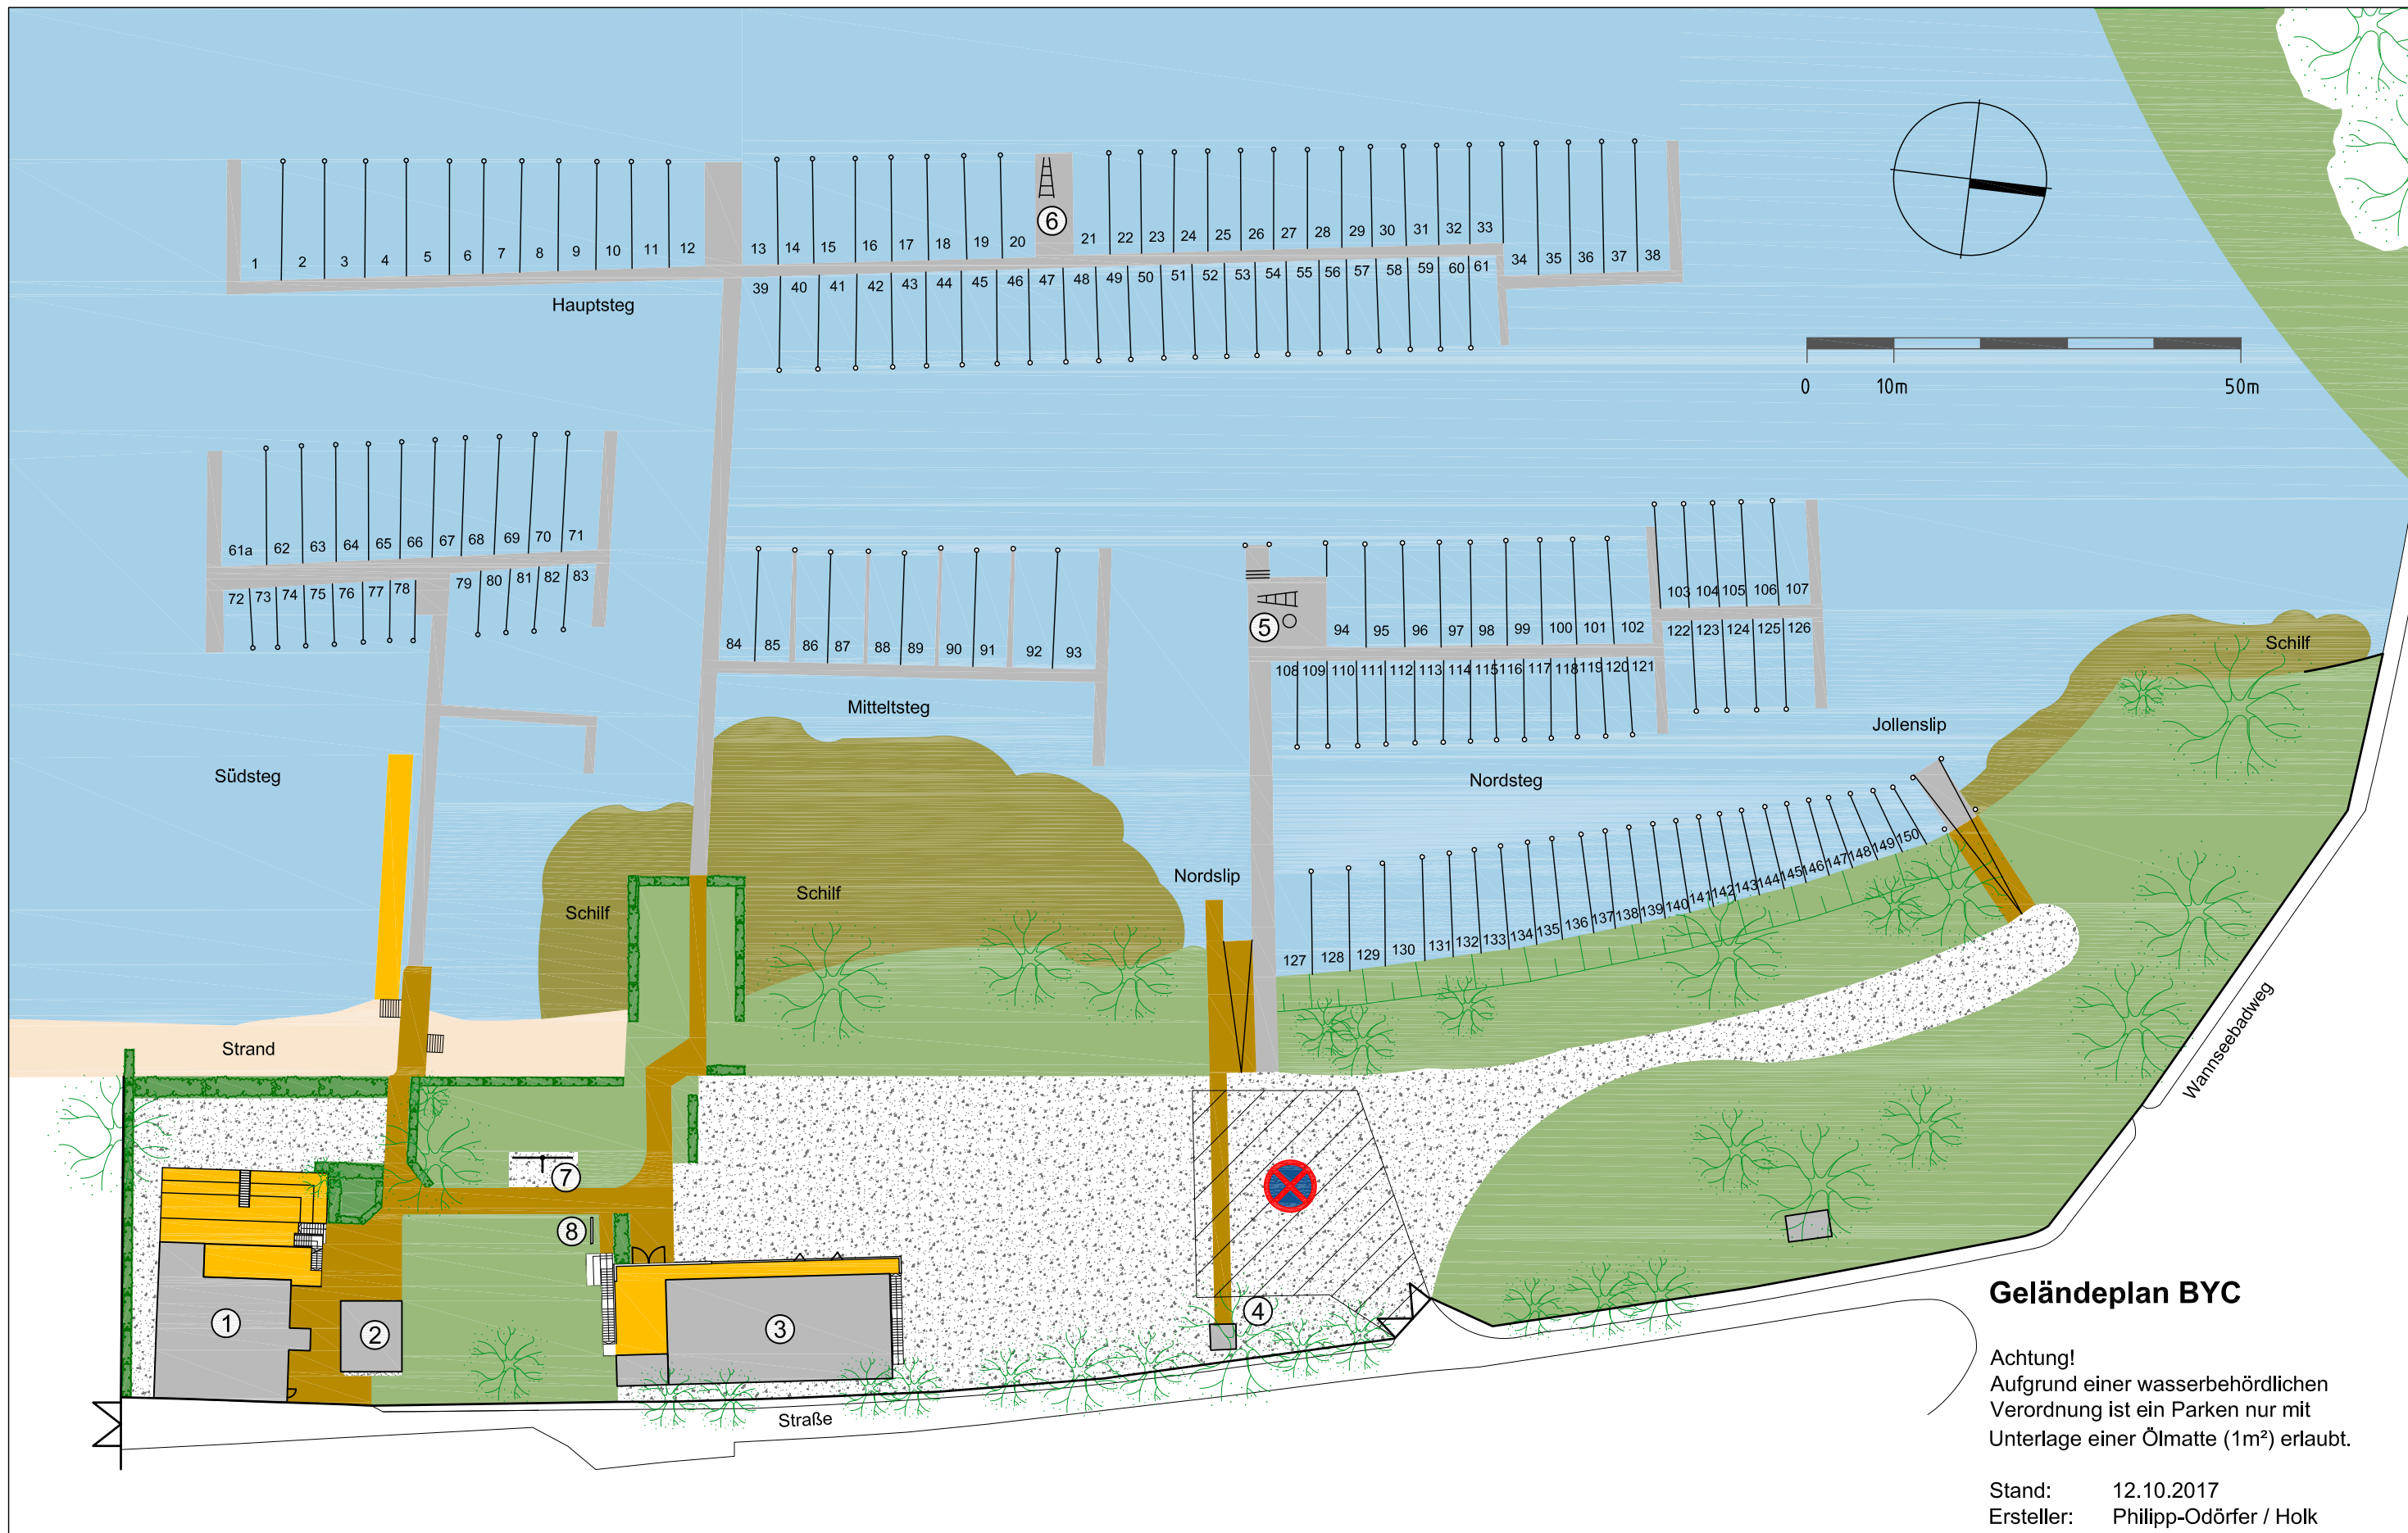 1 2 3 4 5 6 7 8 9 10 11 12 13 14 15 16 17 18 19 20 21 22 23 24 25 26 27 28 29 30 31 32 33 34 35 36 37 38
6
39 40 41 42 43 44 45 46 47 48 49 50 51 52 53 54 55 56 57 58 59 60 61
Hauptsteg
0 10m 50m
61a 62 63 64 65 66 67 68 69 70 71
72 73 74 75 76 77 78 79 80 81 82 83
84 85 86 87 88 89 90 91 92 93
5
94 95 96 97 98 99 100 101 102
103 104 105 106 107
108 109 110 111 112 113 114 115 116 117 118 119 120 121
122 123 124 125 126
Schilf
Mitteltsteg
Jollenslip
Südsteg
Nordsteg
Nordslip
Schilf
Schilf
127 128 129 130 131 132 133 134 135 136 137 138 139 140 141 142 143 144 145 146 147 148 149 150
Strand
Wannseebadweg
7
8
1
2
3
4
Straße
Geländeplan BYC
Achtung!
Aufgrund einer wasserbehördlichen
Verordnung ist ein Parken nur mit
Unterlage einer Ölmatte (1m²) erlaubt.
Stand: 12.10.2017
Ersteller: Philipp-Odörfer / Holk